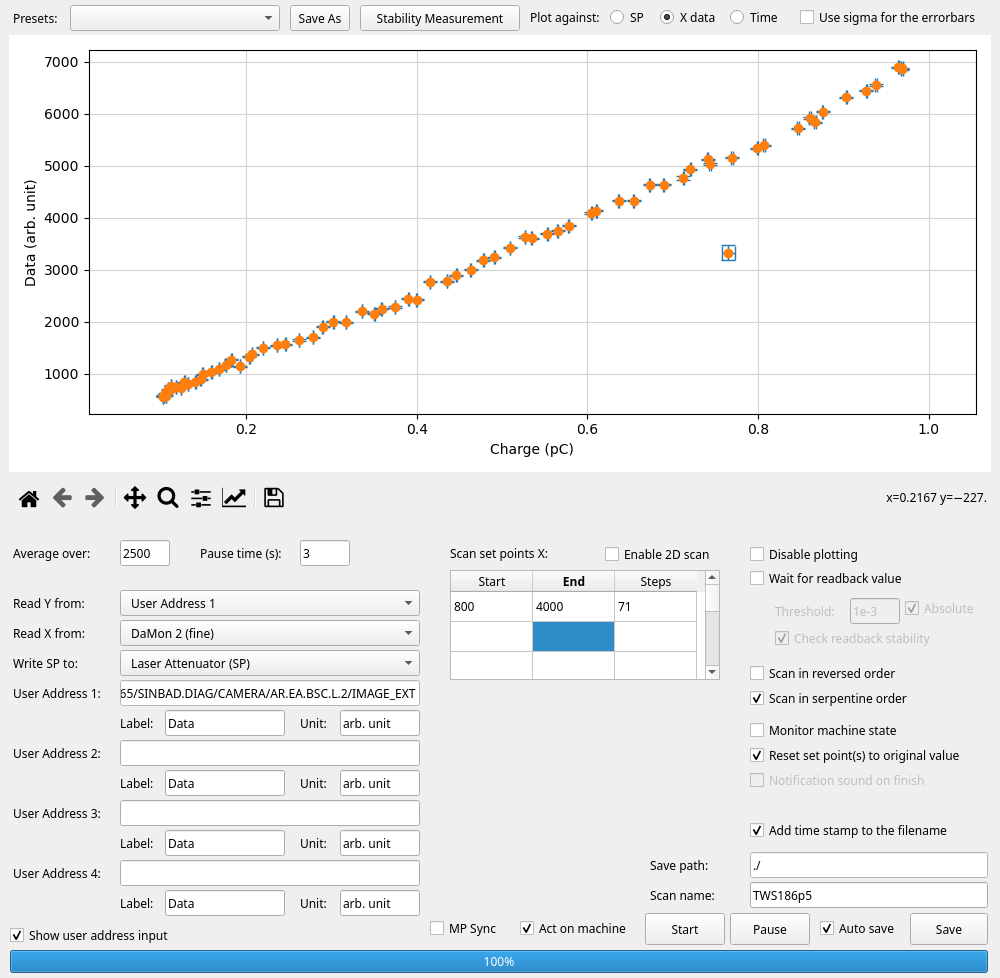 Presets: Save As Stability Measurement Plot against: SP X data Time Use sigma for the errorbars
7000
6000
5000
4000
3000
2000
1000
Data (arb. unit)
0.2 0.4 0.6 0.8 1.0
Charge (pC)
x=0.2167 y=−227.
Average over: 2500 Pause time (s): 3
Read Y from: User Address 1
Read X from: DaMon 2 (fine)
Write SP to: Laser Attenuator (SP)
User Address 1: 65/SINBAD.DIAG/CAMERA/AR.EA.BSC.L.2/IMAGE_EXT
Label: Data Unit: arb. unit
User Address 2:
Label: Data Unit: arb. unit
User Address 3:
Label: Data Unit: arb. unit
User Address 4:
Label: Data Unit: arb. unit
Show user address input
Scan set points X: Enable 2D scan
Start End Steps
800 4000 71
Disable plotting
Wait for readback value
Threshold: 1e-3 Absolute
Check readback stability
Scan in reversed order
Scan in serpentine order
Monitor machine state
Reset set point(s) to original value
Notification sound on finish
Add time stamp to the filename
Save path: ./
Scan name: TWS186p5
MP Sync Act on machine Start Pause Auto save Save
100%